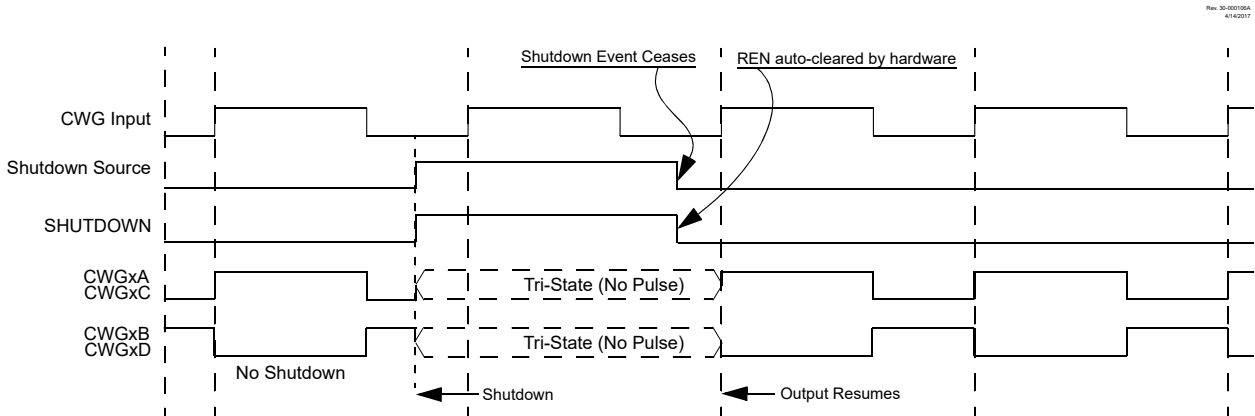 Rev. 30-000106A
4/14/2017
Shutdown Event Ceases
REN auto-cleared by hardware
CWG Input
Shutdown Source
SHUTDOWN
CWGxA
CWGxC
Tri-State (No Pulse)
CWGxB
CWGxD
Tri-State (No Pulse)
No Shutdown
Shutdown
Output Resumes